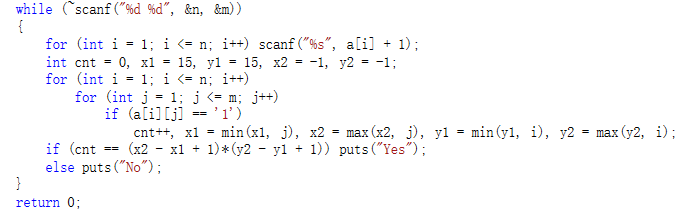 while (~scanf("%d %d", &n, &m))
{
    for (int i = 1; i <= n; i++) scanf("%s", a[i] + 1);
    int cnt = 0, x1 = 15, y1 = 15, x2 = -1, y2 = -1;
    for (int i = 1; i <= n; i++)
        for (int j = 1; j <= m; j++)
            if (a[i][j] == '1')
                cnt++, x1 = min(x1, j), x2 = max(x2, j), y1 = min(y1, i), y2 = max(y2, i);
    if (cnt == (x2 - x1 + 1)*(y2 - y1 + 1)) puts("Yes");
    else puts("No");
}
return 0;